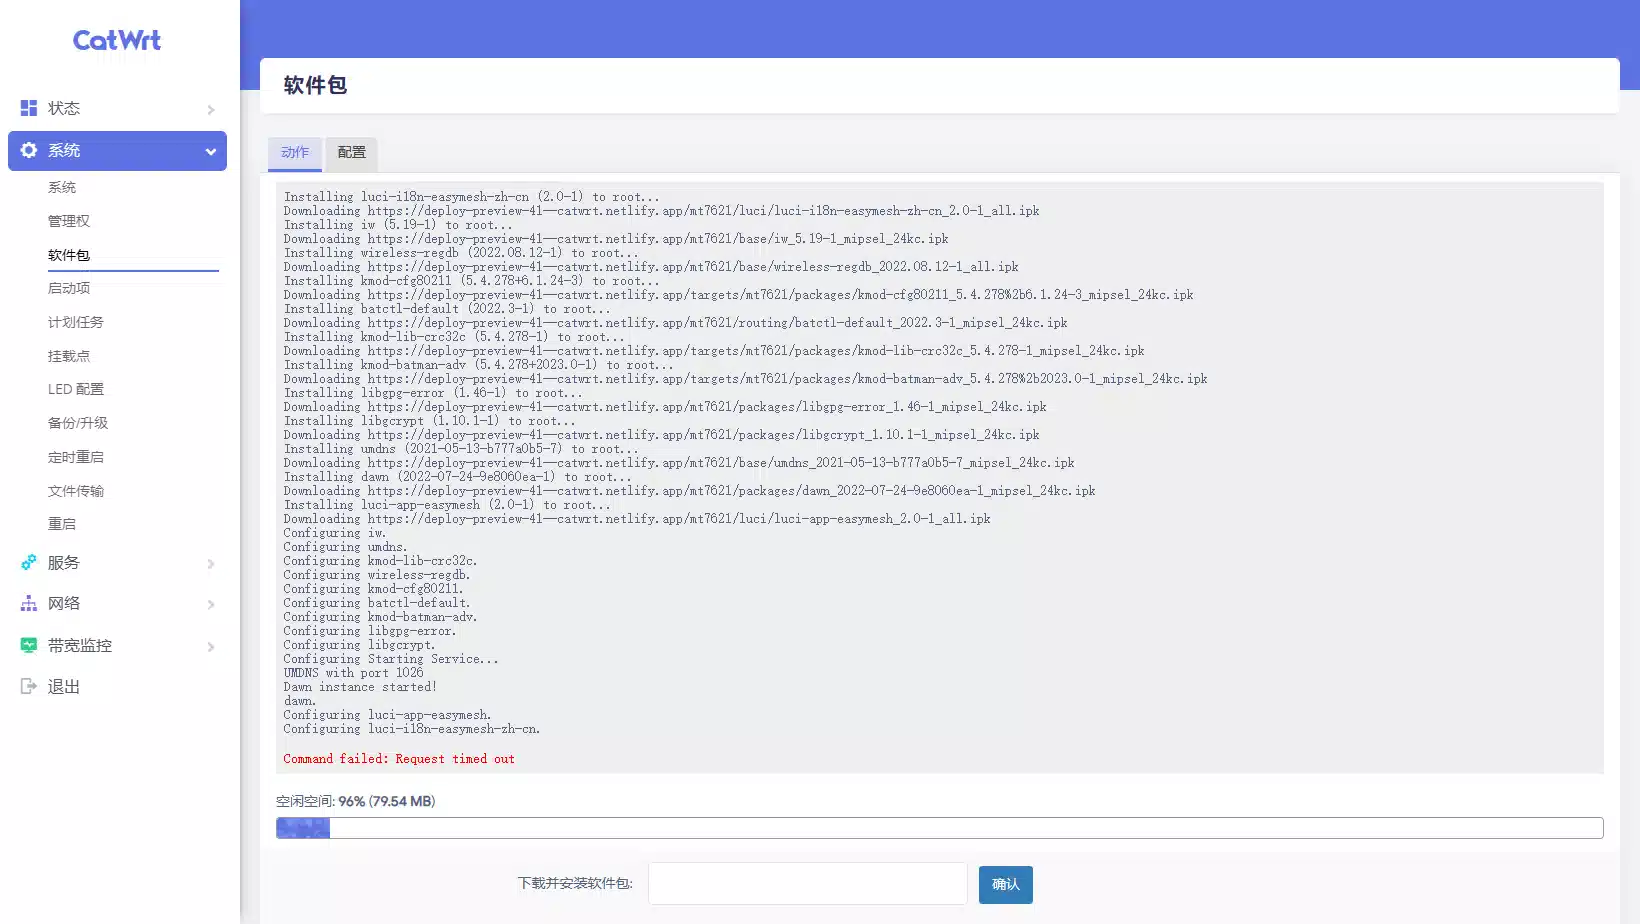 CatWrt
状态
系统
系统
管理权
软件包
启动项
计划任务
挂载点
LED 配置
备份/升级
定时重启
文件传输
重启
服务
网络
带宽监控
退出
软件包
动作
配置
Installing luci-i18n-easymesh-zh-cn (2.0-1) to root...
Downloading https://deploy-preview-41--catwrt.netlify.app/mt7621/luci/luci-i18n-easymesh-zh-cn_2.0-1_all.ipk
Installing iw (5.19-1) to root...
Downloading https://deploy-preview-41--catwrt.netlify.app/mt7621/base/iw_5.19-1_mipsel_24kc.ipk
Installing wireless-regdb (2022.08.12-1) to root...
Downloading https://deploy-preview-41--catwrt.netlify.app/mt7621/base/wireless-regdb_2022.08.12-1_all.ipk
Installing kmod-cfg80211 (5.4.278+6.1.24-3) to root...
Downloading https://deploy-preview-41--catwrt.netlify.app/targets/mt7621/packages/kmod-cfg80211_5.4.278%2b6.1.24-3_mipsel_24kc.ipk
Installing batctl-default (2022.3-1) to root...
Downloading https://deploy-preview-41--catwrt.netlify.app/mt7621/routing/batctl-default_2022.3-1_mipsel_24kc.ipk
Installing kmod-lib-crc32c (5.4.278-1) to root...
Downloading https://deploy-preview-41--catwrt.netlify.app/targets/mt7621/packages/kmod-lib-crc32c_5.4.278-1_mipsel_24kc.ipk
Installing kmod-batman-adv (5.4.278+2023.0-1) to root...
Downloading https://deploy-preview-41--catwrt.netlify.app/targets/mt7621/packages/kmod-batman-adv_5.4.278%2b2023.0-1_mipsel_24kc.ipk
Installing libgpg-error (1.46-1) to root...
Downloading https://deploy-preview-41--catwrt.netlify.app/mt7621/packages/libgpg-error_1.46-1_mipsel_24kc.ipk
Installing libgcrypt (1.10.1-1) to root...
Downloading https://deploy-preview-41--catwrt.netlify.app/mt7621/packages/libgcrypt_1.10.1-1_mipsel_24kc.ipk
Installing umdns (2021-05-13-b777a0b5-7) to root...
Downloading https://deploy-preview-41--catwrt.netlify.app/mt7621/base/umdns_2021-05-13-b777a0b5-7_mipsel_24kc.ipk
Installing dawn (2022-07-24-9e8060ea-1) to root...
Downloading https://deploy-preview-41--catwrt.netlify.app/mt7621/packages/dawn_2022-07-24-9e8060ea-1_mipsel_24kc.ipk
Installing luci-app-easymesh (2.0-1) to root...
Downloading https://deploy-preview-41--catwrt.netlify.app/mt7621/luci/luci-app-easymesh_2.0-1_all.ipk
Configuring iw.
Configuring umdns.
Configuring kmod-lib-crc32c.
Configuring wireless-regdb.
Configuring kmod-cfg80211.
Configuring batctl-default.
Configuring kmod-batman-adv.
Configuring libgpg-error.
Configuring libgcrypt.
Configuring Starting Service...
UMDNS with port 1026
Dawn instance started!
dawn.
Configuring luci-app-easymesh.
Configuring luci-i18n-easymesh-zh-cn.
Command failed: Request timed out
空闲空间: 96% (79.54 MB)
下载并安装软件包:
确认